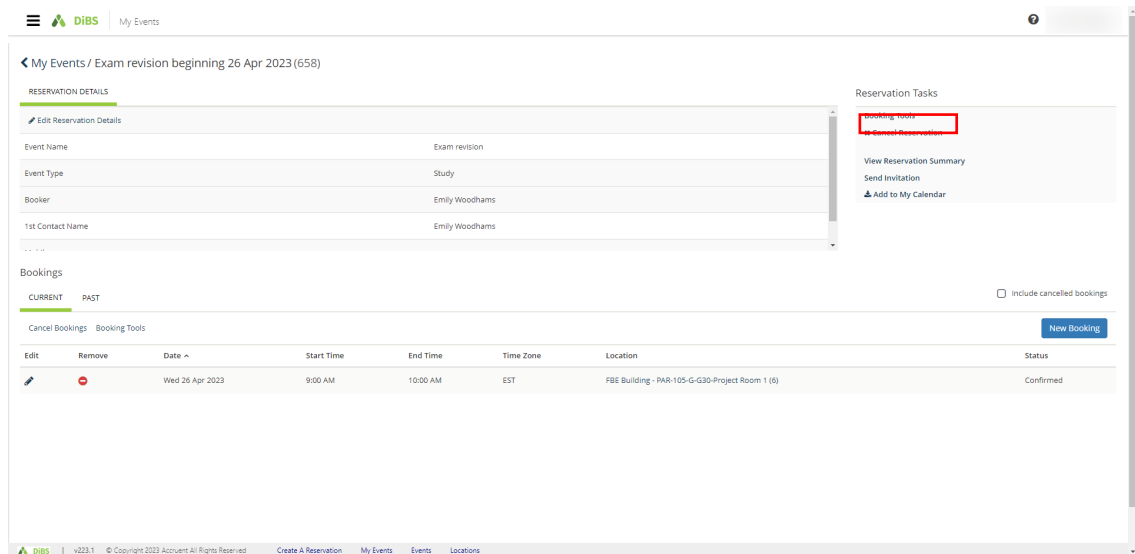 DiBS My Events
My Events / Exam revision beginning 26 Apr 2023 (658)
RESERVATION DETAILS
Edit Reservation Details
Event Name Exam revision
Event Type Study
Booker Emily Woodhams
1st Contact Name Emily Woodhams
Reservation Tasks
Booking Tools
Cancel Reservation
View Reservation Summary
Send Invitation
Add to My Calendar
Bookings
CURRENT PAST
Include cancelled bookings
Cancel Bookings Booking Tools
New Booking
Edit Remove Date Start Time End Time Time Zone Location Status
Wed 26 Apr 2023 9:00 AM 10:00 AM EST FBE Building - PAR-105-G-G30-Project Room 1 (6) Confirmed
DiBS | v223.1 © Copyright 2023 Accruent All Rights Reserved Create A Reservation My Events Events Locations